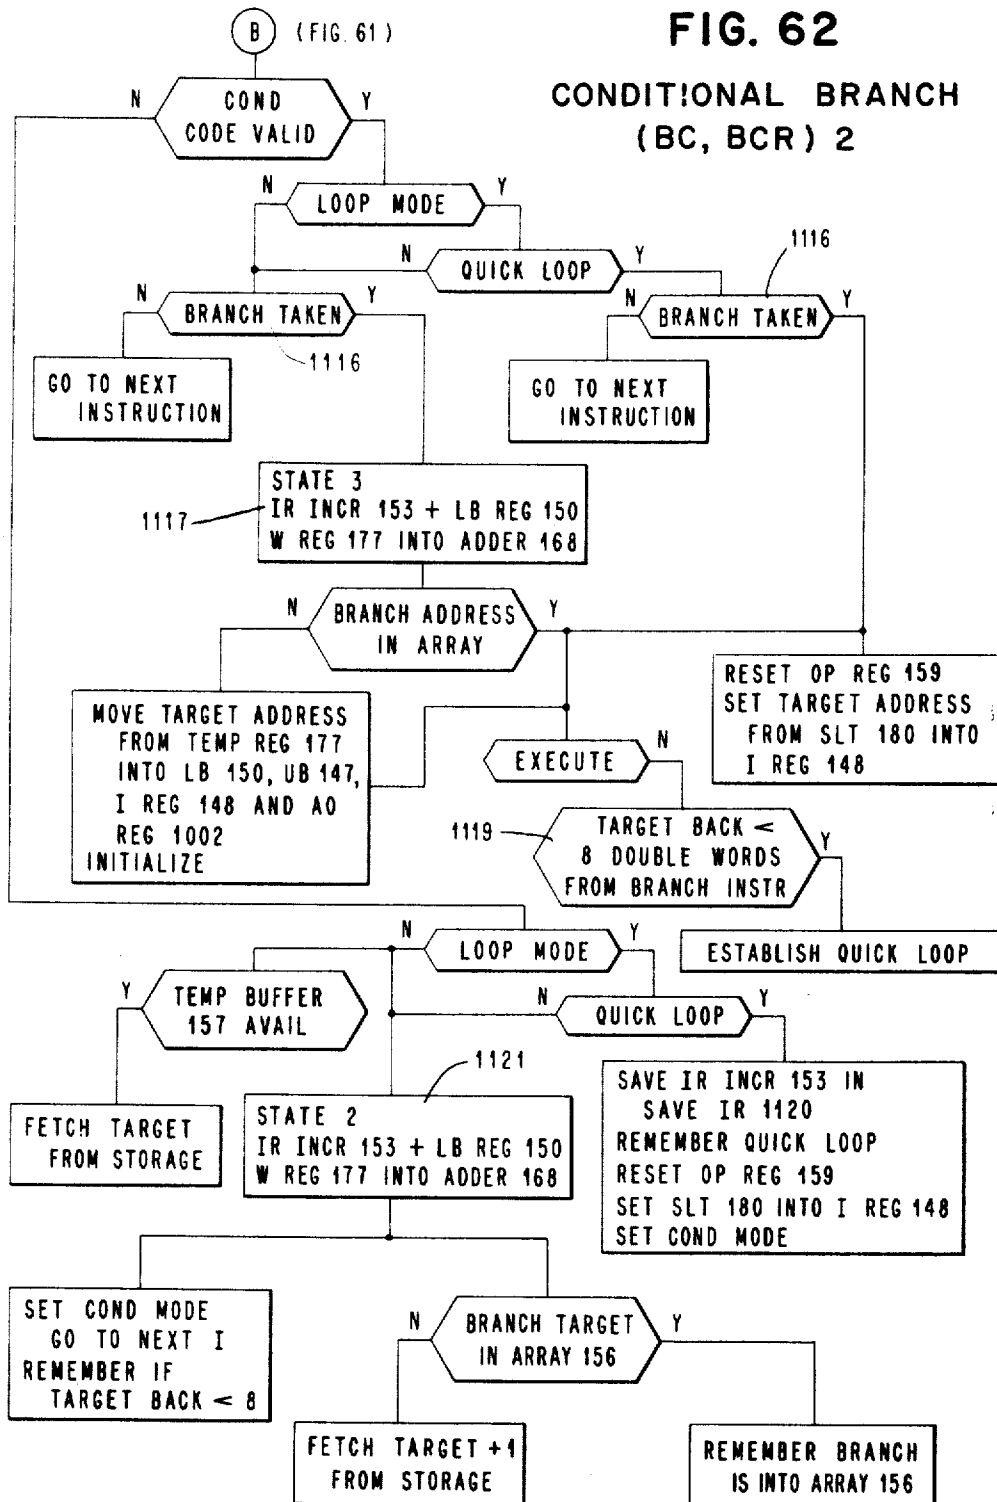 B (FIG. 61)
FIG. 62
CONDITIONAL BRANCH
(BC, BCR) 2
N
COND
CODE VALID
Y
N
LOOP MODE
Y
N
QUICK LOOP
Y
1116
N
BRANCH TAKEN
Y
1116
N
BRANCH TAKEN
Y
GO TO NEXT
INSTRUCTION
GO TO NEXT
INSTRUCTION
1117
STATE 3
IR INCR 153 + LB REG 150
W REG 177 INTO ADDER 168
N
BRANCH ADDRESS
IN ARRAY
Y
MOVE TARGET ADDRESS
FROM TEMP REG 177
INTO LB 150, UB 147,
I REG 148 AND AO
REG 1002
INITIALIZE
RESET OP REG 159
SET TARGET ADDRESS
FROM SLT 180 INTO
I REG 148
EXECUTE
N
1119
TARGET BACK <
8 DOUBLE WORDS
FROM BRANCH INSTR
Y
ESTABLISH QUICK LOOP
N
LOOP MODE
Y
Y
TEMP BUFFER
157 AVAIL
N
QUICK LOOP
Y
FETCH TARGET
FROM STORAGE
1121
STATE 2
IR INCR 153 + LB REG 150
W REG 177 INTO ADDER 168
SAVE IR INCR 153 IN
SAVE IR 1120
REMEMBER QUICK LOOP
RESET OP REG 159
SET SLT 180 INTO I REG 148
SET COND MODE
SET COND MODE
GO TO NEXT I
REMEMBER IF
TARGET BACK < 8
N
BRANCH TARGET
IN ARRAY 156
Y
FETCH TARGET +1
FROM STORAGE
REMEMBER BRANCH
IS INTO ARRAY 156